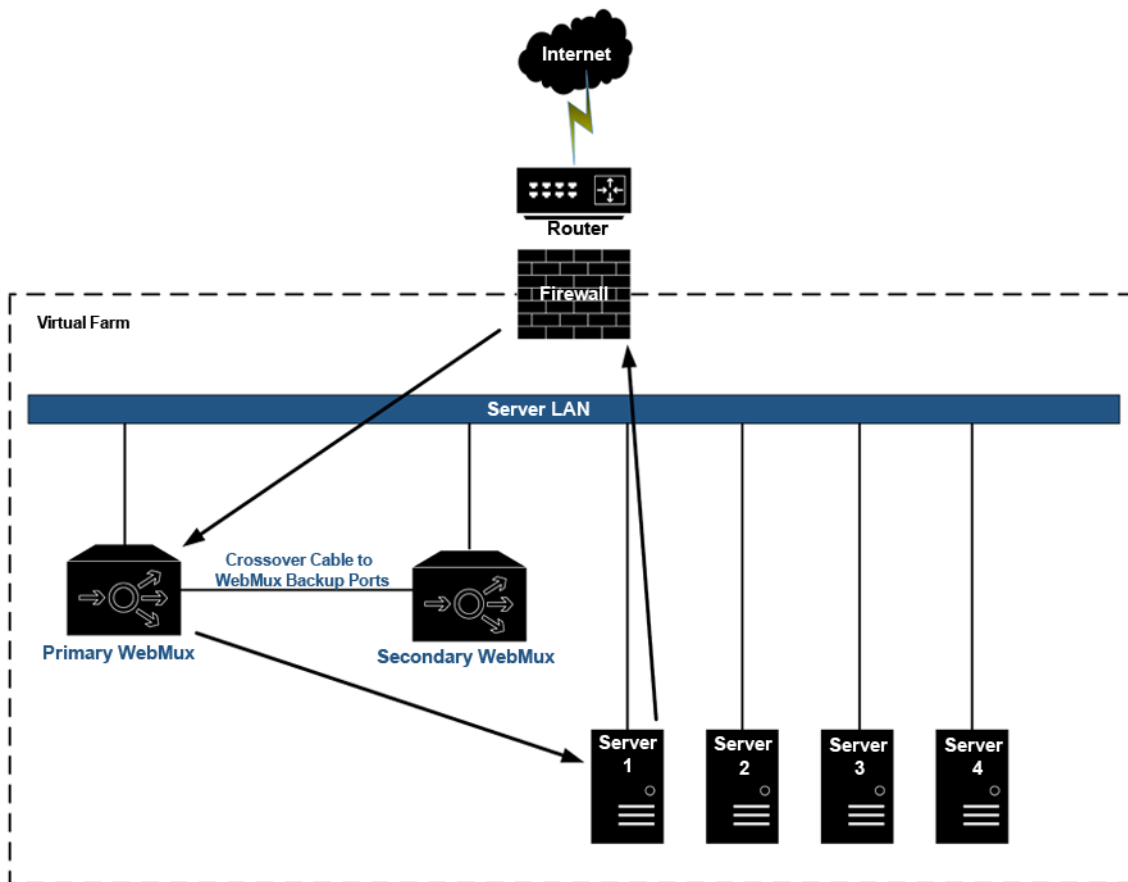 Internet
Router
Firewall
Virtual Farm
Server LAN
Crossover Cable to
WebMux Backup Ports
Primary WebMux
Secondary WebMux
Server
1
Server
2
Server
3
Server
4